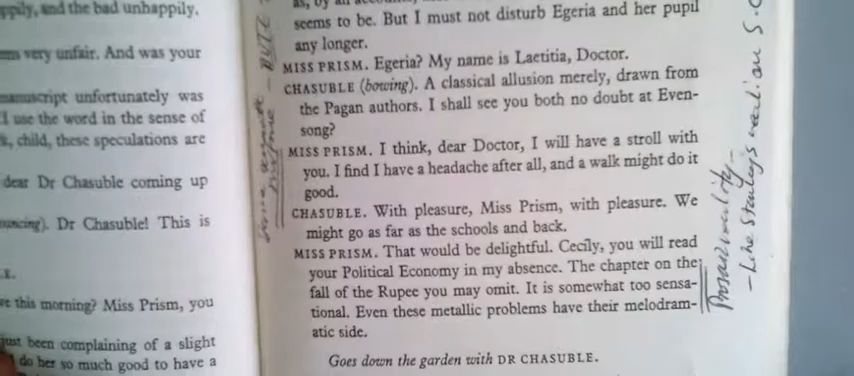 ppily, and the bad unhappily.
ms very unfair. And was your
manuscript unfortunately was
I use the word in the sense of
s, child, these speculations are
dear Dr Chasuble coming up
ancing). Dr Chasuble! This is
E.
ve this morning? Miss Prism, you
just been complaining of a slight
do her so much good to have a
seems to be. But I must not disturb Egeria and her pupil
any longer.
MISS PRISM. Egeria? My name is Laetitia, Doctor.
CHASUBLE (bowing). A classical allusion merely, drawn from
the Pagan authors. I shall see you both no doubt at Even-
song?
MISS PRISM. I think, dear Doctor, I will have a stroll with
you. I find I have a headache after all, and a walk might do it
good.
CHASUBLE. With pleasure, Miss Prism, with pleasure. We
might go as far as the schools and back.
MISS PRISM. That would be delightful. Cecily, you will read
your Political Economy in my absence. The chapter on the
fall of the Rupee you may omit. It is somewhat too sensa-
tional. Even these metallic problems have their melodram-
atic side.
Goes down the garden with DR CHASUBLE.
- Like